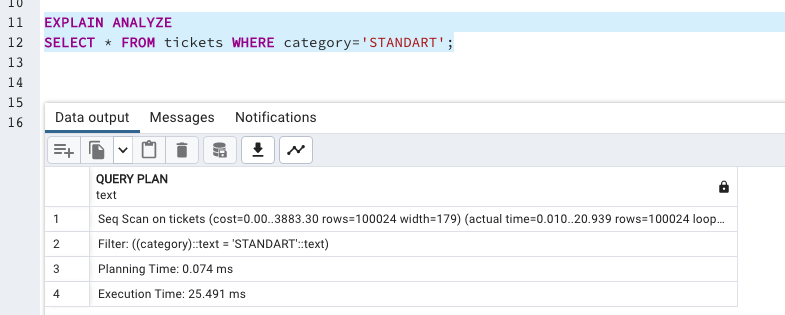 10
11 EXPLAIN ANALYZE
12 SELECT * FROM tickets WHERE category='STANDART';
13
14
15
16
Data output Messages Notifications
QUERY PLAN
text
1 Seq Scan on tickets (cost=0.00..3883.30 rows=100024 width=179) (actual time=0.010..20.939 rows=100024 loop...
2 Filter: ((category)::text = 'STANDART'::text)
3 Planning Time: 0.074 ms
4 Execution Time: 25.491 ms